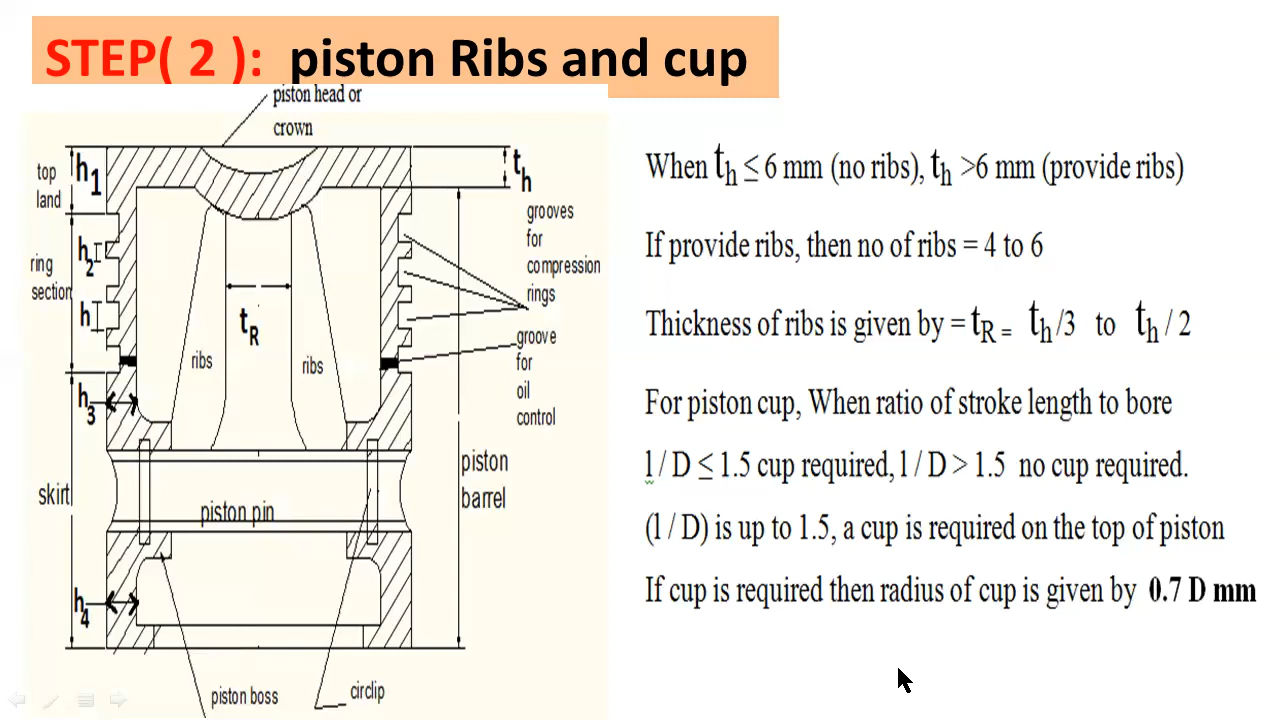 STEP( 2 ): piston Ribs and cup
piston head or
crown
top
land
h1
th
grooves
for
compression
rings
ring
section
h2
h
tR
ribs
ribs
groove
for
oil
control
h3
skirt
piston
barrel
piston pin
h4
piston boss
circlip
When th ≤ 6 mm (no ribs), th >6 mm (provide ribs)
If provide ribs, then no of ribs = 4 to 6
Thickness of ribs is given by = tR = th /3 to th / 2
For piston cup, When ratio of stroke length to bore
l / D ≤ 1.5 cup required, l / D > 1.5 no cup required.
(l / D) is up to 1.5, a cup is required on the top of piston
If cup is required then radius of cup is given by 0.7 D mm